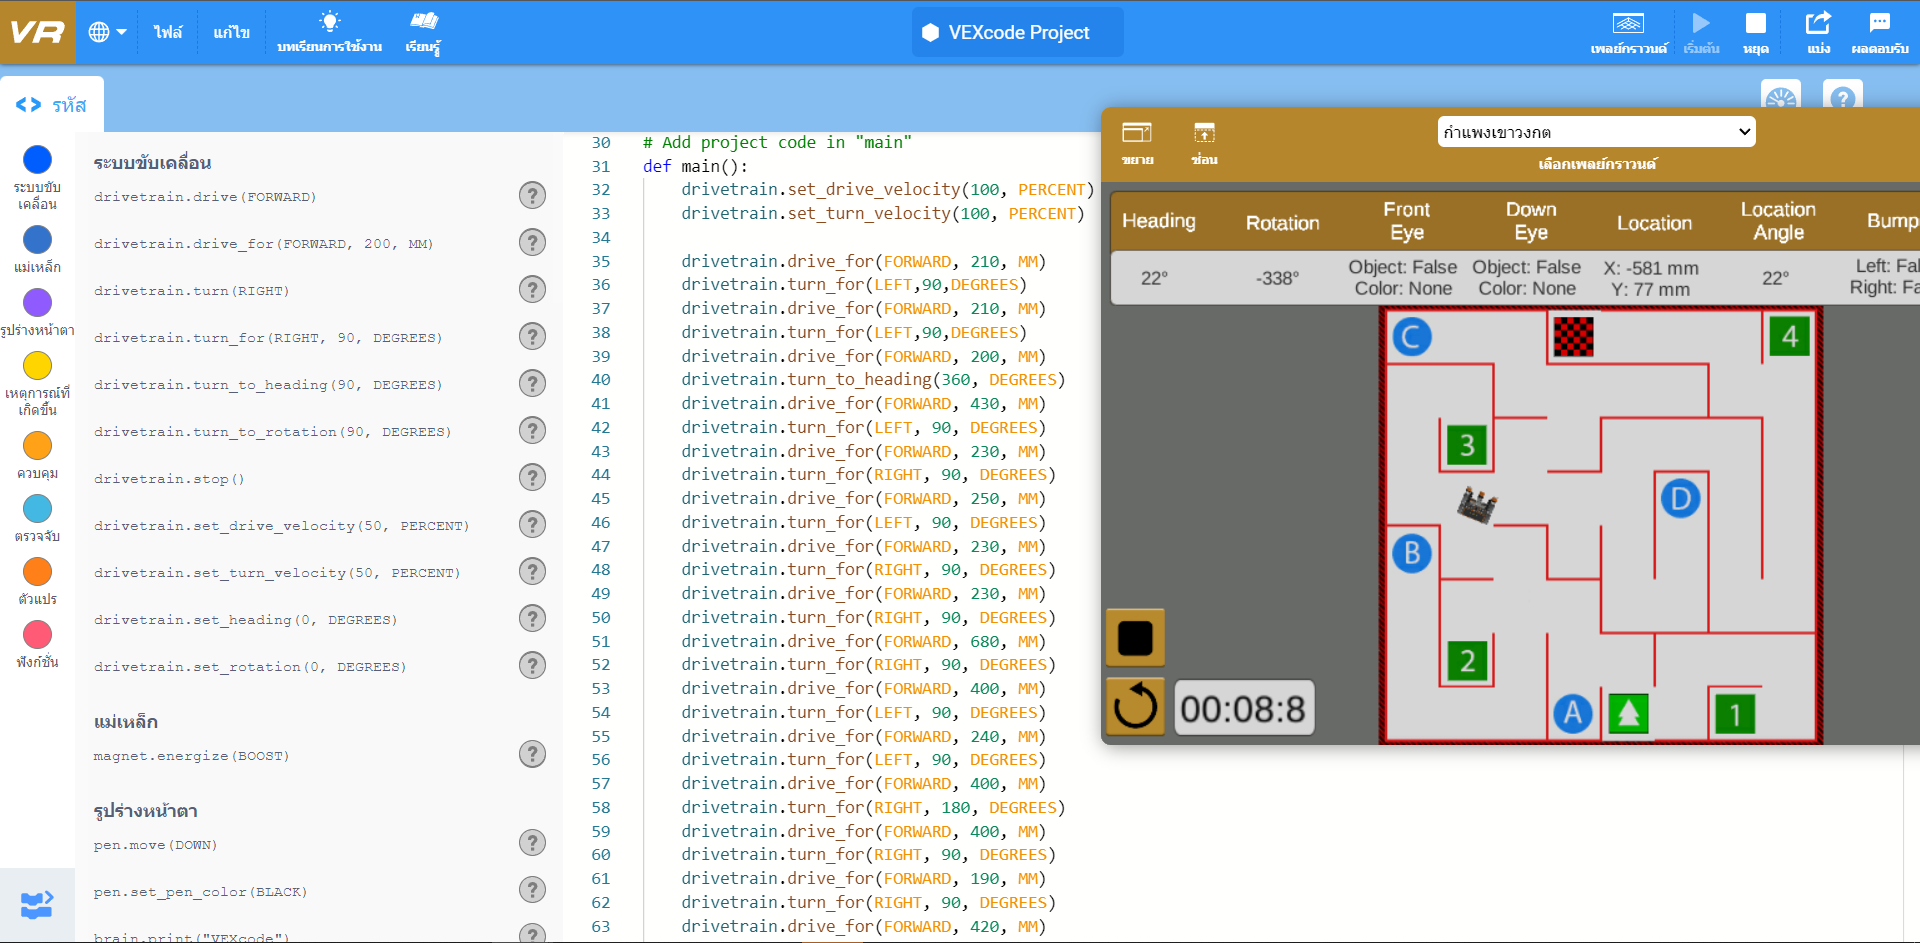 VR
ไฟล์
แก้ไข
บทเรียนการใช้งาน
เรียนรู้
VEXcode Project
เพลย์กราวนด์
เริ่มต้น
หยุด
แบ่ง
ผลตอบรับ
<> รหัส
ระบบขับ
เคลื่อน
แม่เหล็ก
รูปร่างหน้าตา
เหตุการณ์ที่
เกิดขึ้น
ควบคุม
ตรวจจับ
ตัวแปร
ฟังก์ชั่น
ระบบขับเคลื่อน
drivetrain.drive(FORWARD)
drivetrain.drive_for(FORWARD, 200, MM)
drivetrain.turn(RIGHT)
drivetrain.turn_for(RIGHT, 90, DEGREES)
drivetrain.turn_to_heading(90, DEGREES)
drivetrain.turn_to_rotation(90, DEGREES)
drivetrain.stop()
drivetrain.set_drive_velocity(50, PERCENT)
drivetrain.set_turn_velocity(50, PERCENT)
drivetrain.set_heading(0, DEGREES)
drivetrain.set_rotation(0, DEGREES)
แม่เหล็ก
magnet.energize(BOOST)
รูปร่างหน้าตา
pen.move(DOWN)
pen.set_pen_color(BLACK)
brain.print("VEXcode")
30 # Add project code in "main"
31 def main():
32 drivetrain.set_drive_velocity(100, PERCENT)
33 drivetrain.set_turn_velocity(100, PERCENT)
34
35 drivetrain.drive_for(FORWARD, 210, MM)
36 drivetrain.turn_for(LEFT,90,DEGREES)
37 drivetrain.drive_for(FORWARD, 210, MM)
38 drivetrain.turn_for(LEFT,90,DEGREES)
39 drivetrain.drive_for(FORWARD, 200, MM)
40 drivetrain.turn_to_heading(360, DEGREES)
41 drivetrain.drive_for(FORWARD, 430, MM)
42 drivetrain.turn_for(LEFT, 90, DEGREES)
43 drivetrain.drive_for(FORWARD, 230, MM)
44 drivetrain.turn_for(RIGHT, 90, DEGREES)
45 drivetrain.drive_for(FORWARD, 250, MM)
46 drivetrain.turn_for(LEFT, 90, DEGREES)
47 drivetrain.drive_for(FORWARD, 230, MM)
48 drivetrain.turn_for(RIGHT, 90, DEGREES)
49 drivetrain.drive_for(FORWARD, 230, MM)
50 drivetrain.turn_for(RIGHT, 90, DEGREES)
51 drivetrain.drive_for(FORWARD, 680, MM)
52 drivetrain.turn_for(RIGHT, 90, DEGREES)
53 drivetrain.drive_for(FORWARD, 400, MM)
54 drivetrain.turn_for(LEFT, 90, DEGREES)
55 drivetrain.drive_for(FORWARD, 240, MM)
56 drivetrain.turn_for(LEFT, 90, DEGREES)
57 drivetrain.drive_for(FORWARD, 400, MM)
58 drivetrain.turn_for(RIGHT, 180, DEGREES)
59 drivetrain.drive_for(FORWARD, 400, MM)
60 drivetrain.turn_for(RIGHT, 90, DEGREES)
61 drivetrain.drive_for(FORWARD, 190, MM)
62 drivetrain.turn_for(RIGHT, 90, DEGREES)
63 drivetrain.drive_for(FORWARD, 420, MM)
ขยาย
ซ่อน
กำแพงเขาวงกต
เลือกเพลย์กราวนด์
Heading
Rotation
Front
Eye
Down
Eye
Location
Location
Angle
Bump
22°
-338°
Object: False
Color: None
Object: False
Color: None
X: -581 mm
Y: 77 mm
22°
Left: Fal
Right: Fa
C
4
3
D
B
2
A
1
00:08:8